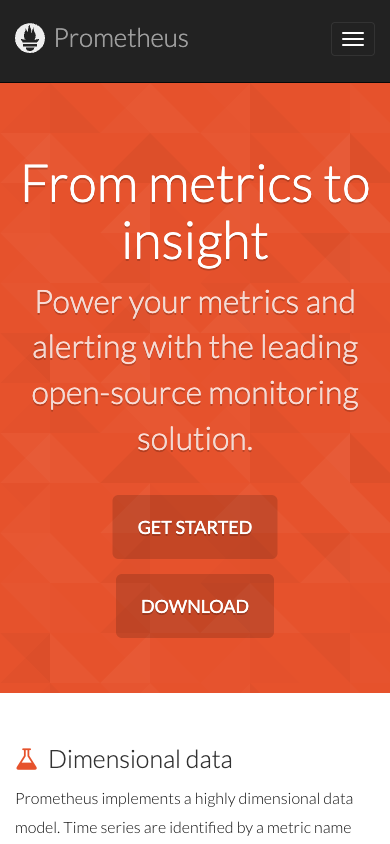 Prometheus
From metrics to
insight
Power your metrics and
alerting with the leading
open-source monitoring
solution.
GET STARTED
DOWNLOAD
Dimensional data
Prometheus implements a highly dimensional data
model. Time series are identified by a metric name